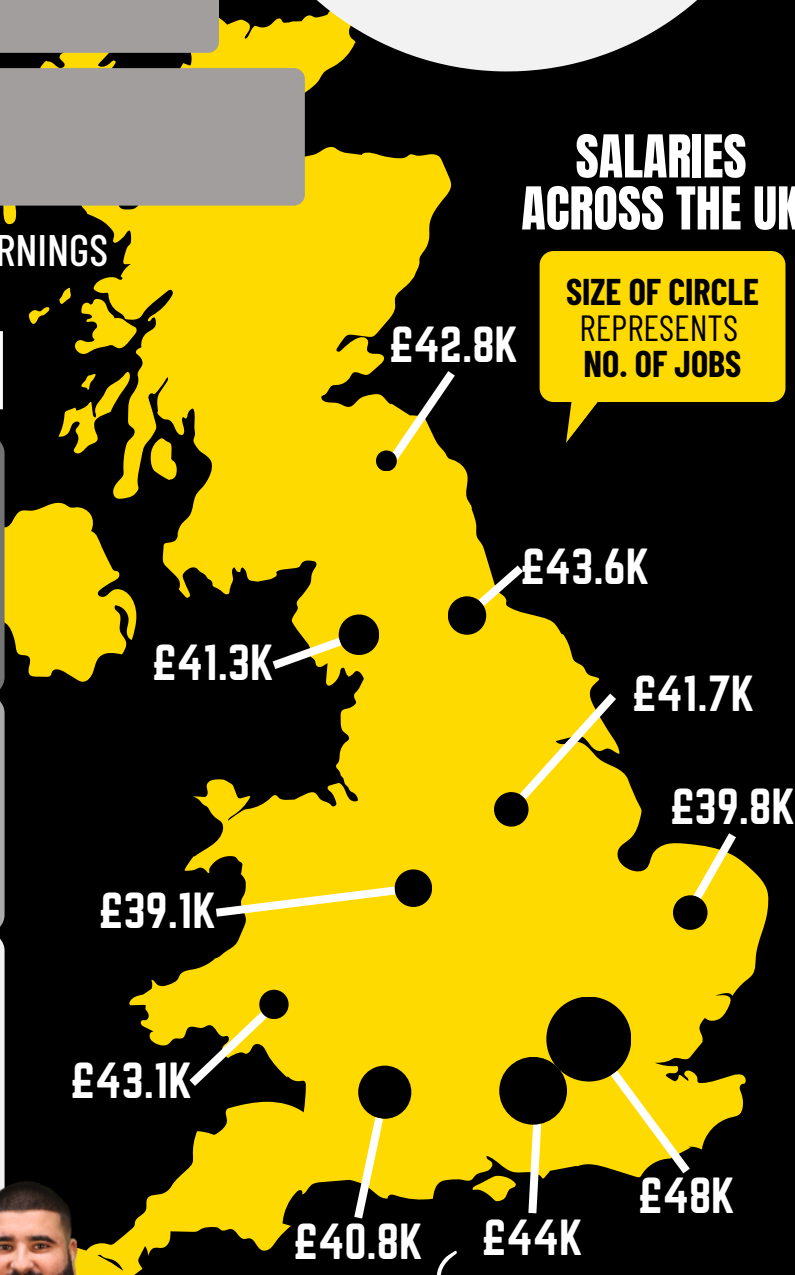 SALARIES
ACROSS THE UK
RNINGS
SIZE OF CIRCLE
REPRESENTS
NO. OF JOBS
£42.8K
£43.6K
£41.3K
£41.7K
£39.8K
£39.1K
£43.1K
£48K
£40.8K
£44K